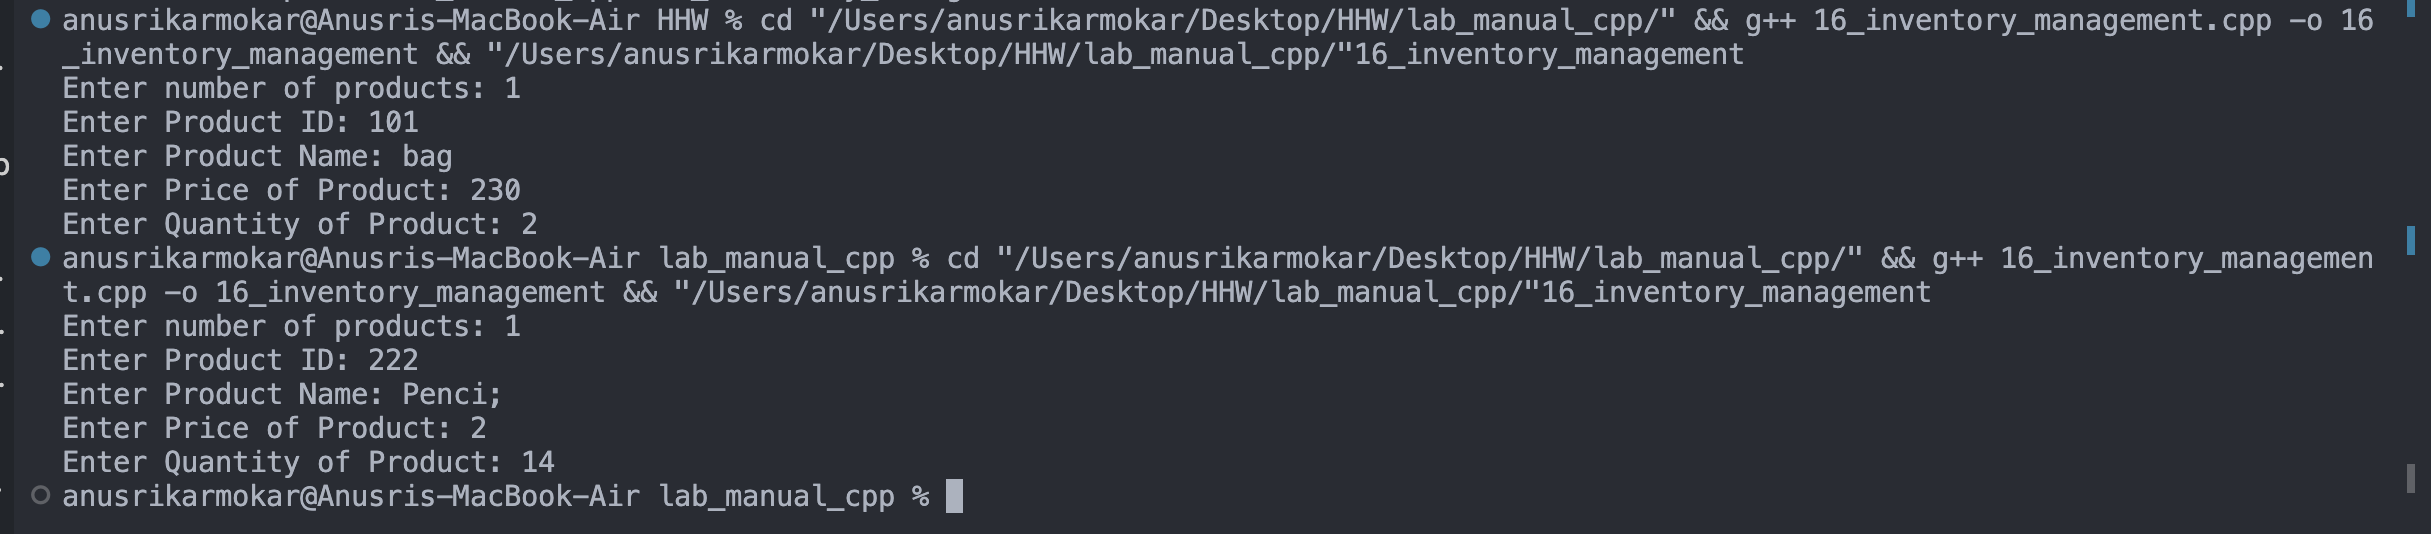 anusrikarmokar@Anusris-MacBook-Air HHW % cd "/Users/anusrikarmokar/Desktop/HHW/lab_manual_cpp/" && g++ 16_inventory_management.cpp -o 16
_inventory_management && "/Users/anusrikarmokar/Desktop/HHW/lab_manual_cpp/"16_inventory_management
Enter number of products: 1
Enter Product ID: 101
Enter Product Name: bag
Enter Price of Product: 230
Enter Quantity of Product: 2
anusrikarmokar@Anusris-MacBook-Air lab_manual_cpp % cd "/Users/anusrikarmokar/Desktop/HHW/lab_manual_cpp/" && g++ 16_inventory_managemen
t.cpp -o 16_inventory_management && "/Users/anusrikarmokar/Desktop/HHW/lab_manual_cpp/"16_inventory_management
Enter number of products: 1
Enter Product ID: 222
Enter Product Name: Penci;
Enter Price of Product: 2
Enter Quantity of Product: 14
anusrikarmokar@Anusris-MacBook-Air lab_manual_cpp %